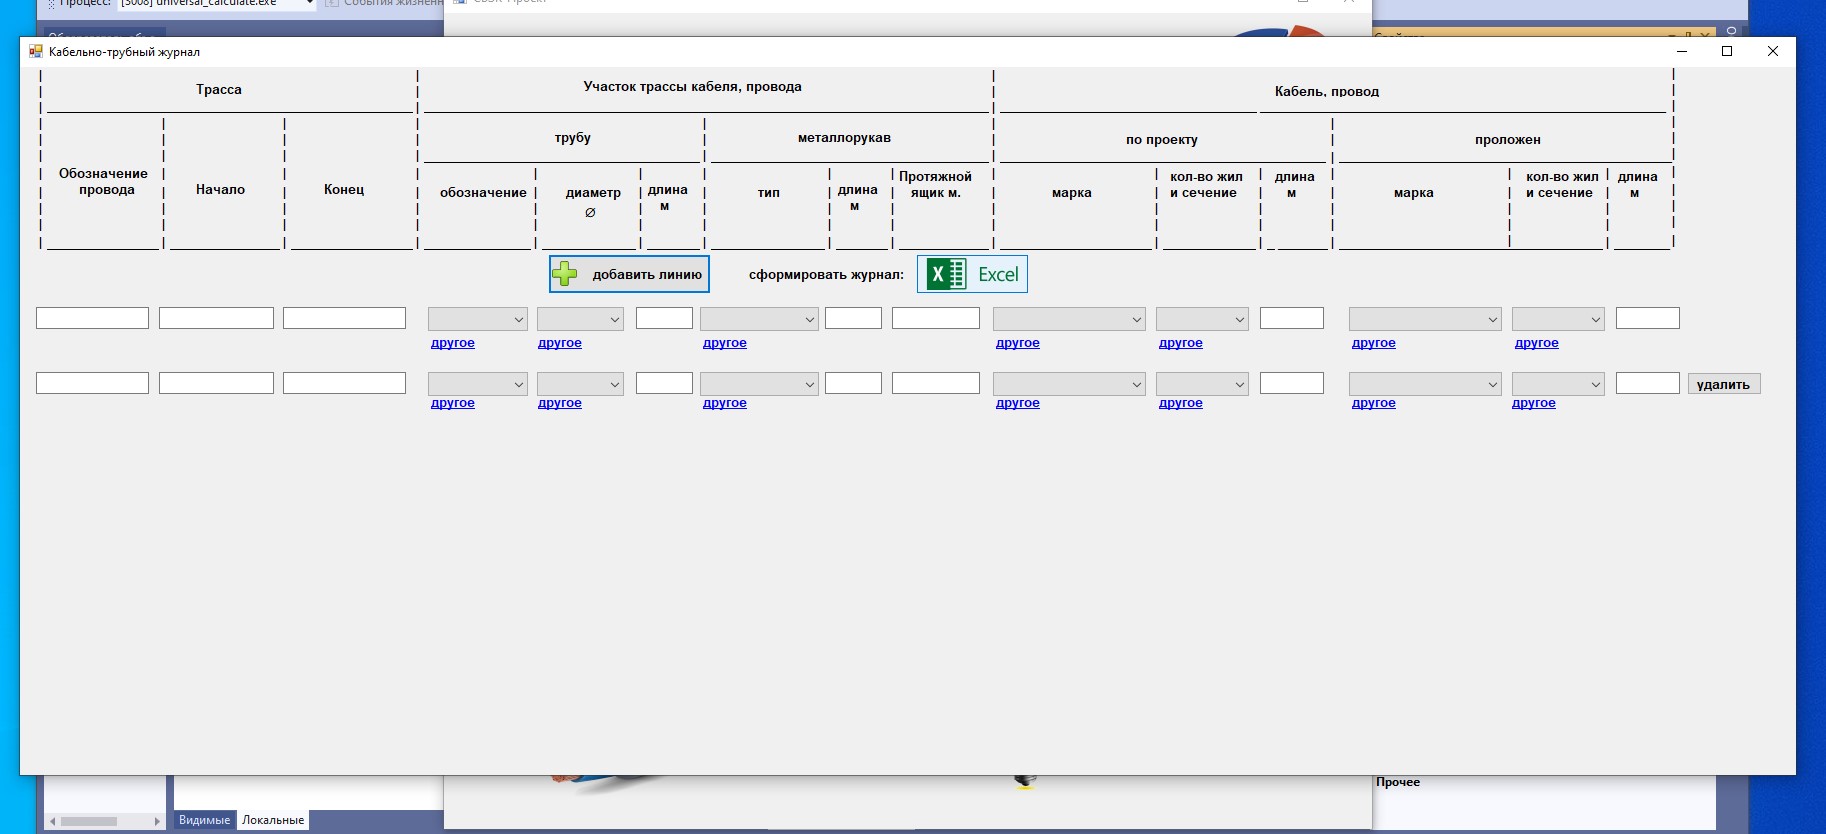 Процесс: [3008] universal_calculate.exe События жизненн
Кабельно-трубный журнал
Трасса Участок трассы кабеля, провода Кабель, провод
трубу металлорукав по проекту проложен
Обозначение провода Начало Конец обозначение диаметр ∅ длина м тип длина м Протяжной ящик м. марка кол-во жил и сечение длина м марка кол-во жил и сечение длина м
добавить линию сформировать журнал: Excel
другое другое другое другое другое другое другое
удалить
другое другое другое другое другое другое другое
Прочее
Видимые Локальные